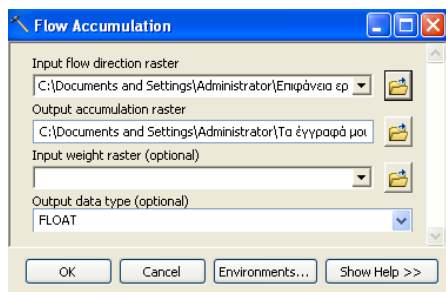 Flow Accumulation
Input flow direction raster
C:\Documents and Settings\Administrator\Επιφάνεια ερ
Output accumulation raster
C:\Documents and Settings\Administrator\Τα έγγραφά μου
Input weight raster (optional)
Output data type (optional)
FLOAT
OK Cancel Environments... Show Help >>